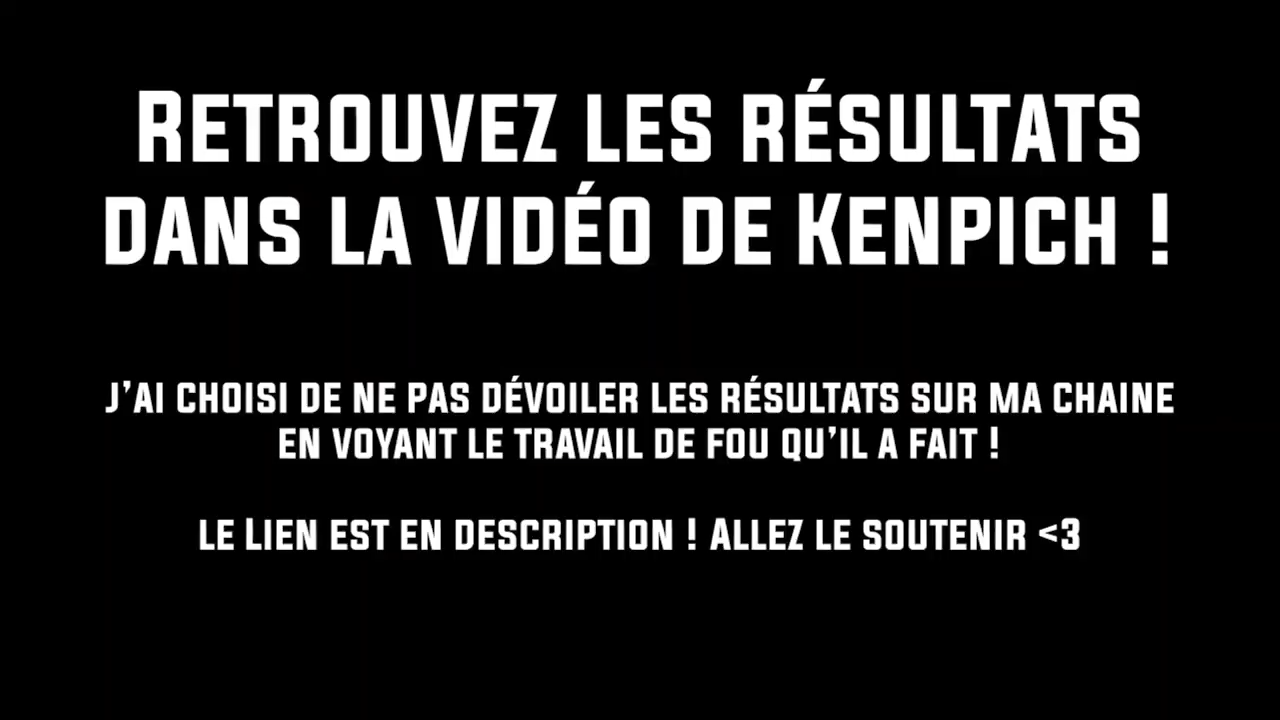 Retrouvez les résultats
dans la vidéo de Kenpich !
j'ai choisi de ne pas dévoiler les résultats sur ma chaine
en voyant le travail de fou qu'il a fait !
le Lien est en description ! Allez le soutenir <3